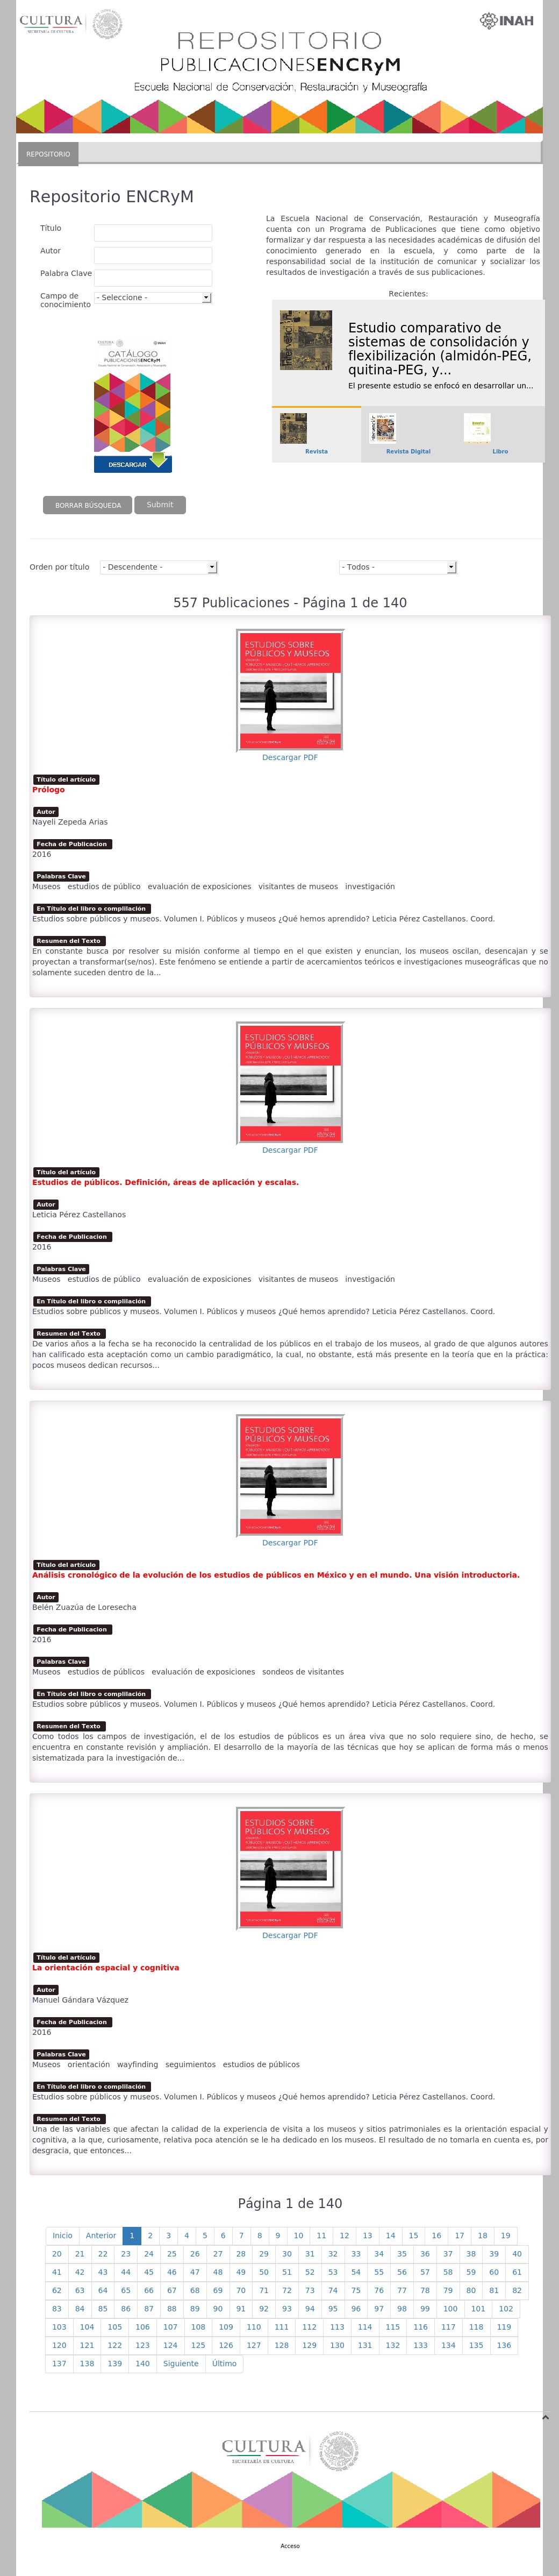 CULTURA
SECRETARÍA DE CULTURA
INAH
REPOSITORIO
PUBLICACIONESENCRyM
Escuela Nacional de Conservación, Restauración y Museografía
REPOSITORIO
Repositorio ENCRyM
Título
Autor
Palabra Clave
Campo de
conocimiento
- Seleccione -
CATÁLOGO
PUBLICACIONESENCRyM
DESCARGAR
BORRAR BÚSQUEDA
Submit
La Escuela Nacional de Conservación, Restauración y Museografía
cuenta con un Programa de Publicaciones que tiene como objetivo
formalizar y dar respuesta a las necesidades académicas de difusión del
conocimiento generado en la escuela, y como parte de la
responsabilidad social de la institución de comunicar y socializar los
resultados de investigación a través de sus publicaciones.
Recientes:
Estudio comparativo de
sistemas de consolidación y
flexibilización (almidón-PEG,
quitina-PEG, y...
El presente estudio se enfocó en desarrollar un...
Revista
Revista Digital
Libro
Orden por título
- Descendente -
- Todos -
557 Publicaciones - Página 1 de 140
ESTUDIOS SOBRE
PÚBLICOS Y MUSEOS
Descargar PDF
Título del artículo
Prólogo
Autor
Nayeli Zepeda Arias
Fecha de Publicacion
2016
Palabras Clave
Museos estudios de público evaluación de exposiciones visitantes de museos investigación
En Título del libro o complilación
Estudios sobre públicos y museos. Volumen I. Públicos y museos ¿Qué hemos aprendido? Leticia Pérez Castellanos. Coord.
Resumen del Texto
En constante busca por resolver su misión conforme al tiempo en el que existen y enuncian, los museos oscilan, desencajan y se
proyectan a transformar(se/nos). Este fenómeno se entiende a partir de acercamientos teóricos e investigaciones museográficas que no
solamente suceden dentro de la...
ESTUDIOS SOBRE
PÚBLICOS Y MUSEOS
Descargar PDF
Título del artículo
Estudios de públicos. Definición, áreas de aplicación y escalas.
Autor
Leticia Pérez Castellanos
Fecha de Publicacion
2016
Palabras Clave
Museos estudios de público evaluación de exposiciones visitantes de museos investigación
En Título del libro o complilación
Estudios sobre públicos y museos. Volumen I. Públicos y museos ¿Qué hemos aprendido? Leticia Pérez Castellanos. Coord.
Resumen del Texto
De varios años a la fecha se ha reconocido la centralidad de los públicos en el trabajo de los museos, al grado de que algunos autores
han calificado esta aceptación como un cambio paradigmático, la cual, no obstante, está más presente en la teoría que en la práctica:
pocos museos dedican recursos...
ESTUDIOS SOBRE
PÚBLICOS Y MUSEOS
Descargar PDF
Título del artículo
Análisis cronológico de la evolución de los estudios de públicos en México y en el mundo. Una visión introductoria.
Autor
Belén Zuazúa de Loresecha
Fecha de Publicacion
2016
Palabras Clave
Museos estudios de públicos evaluación de exposiciones sondeos de visitantes
En Título del libro o complilación
Estudios sobre públicos y museos. Volumen I. Públicos y museos ¿Qué hemos aprendido? Leticia Pérez Castellanos. Coord.
Resumen del Texto
Como todos los campos de investigación, el de los estudios de públicos es un área viva que no solo requiere sino, de hecho, se
encuentra en constante revisión y ampliación. El desarrollo de la mayoría de las técnicas que hoy se aplican de forma más o menos
sistematizada para la investigación de...
ESTUDIOS SOBRE
PÚBLICOS Y MUSEOS
Descargar PDF
Título del artículo
La orientación espacial y cognitiva
Autor
Manuel Gándara Vázquez
Fecha de Publicacion
2016
Palabras Clave
Museos orientación wayfinding seguimientos estudios de públicos
En Título del libro o complilación
Estudios sobre públicos y museos. Volumen I. Públicos y museos ¿Qué hemos aprendido? Leticia Pérez Castellanos. Coord.
Resumen del Texto
Una de las variables que afectan la calidad de la experiencia de visita a los museos y sitios patrimoniales es la orientación espacial y
cognitiva, a la que, curiosamente, relativa poca atención se le ha dedicado en los museos. El resultado de no tomarla en cuenta es, por
desgracia, que entonces...
Página 1 de 140
Inicio Anterior 1 2 3 4 5 6 7 8 9 10 11 12 13 14 15 16 17 18 19
20 21 22 23 24 25 26 27 28 29 30 31 32 33 34 35 36 37 38 39 40
41 42 43 44 45 46 47 48 49 50 51 52 53 54 55 56 57 58 59 60 61
62 63 64 65 66 67 68 69 70 71 72 73 74 75 76 77 78 79 80 81 82
83 84 85 86 87 88 89 90 91 92 93 94 95 96 97 98 99 100 101 102
103 104 105 106 107 108 109 110 111 112 113 114 115 116 117 118 119
120 121 122 123 124 125 126 127 128 129 130 131 132 133 134 135 136
137 138 139 140 Siguiente Último
CULTURA
SECRETARÍA DE CULTURA
Acceso